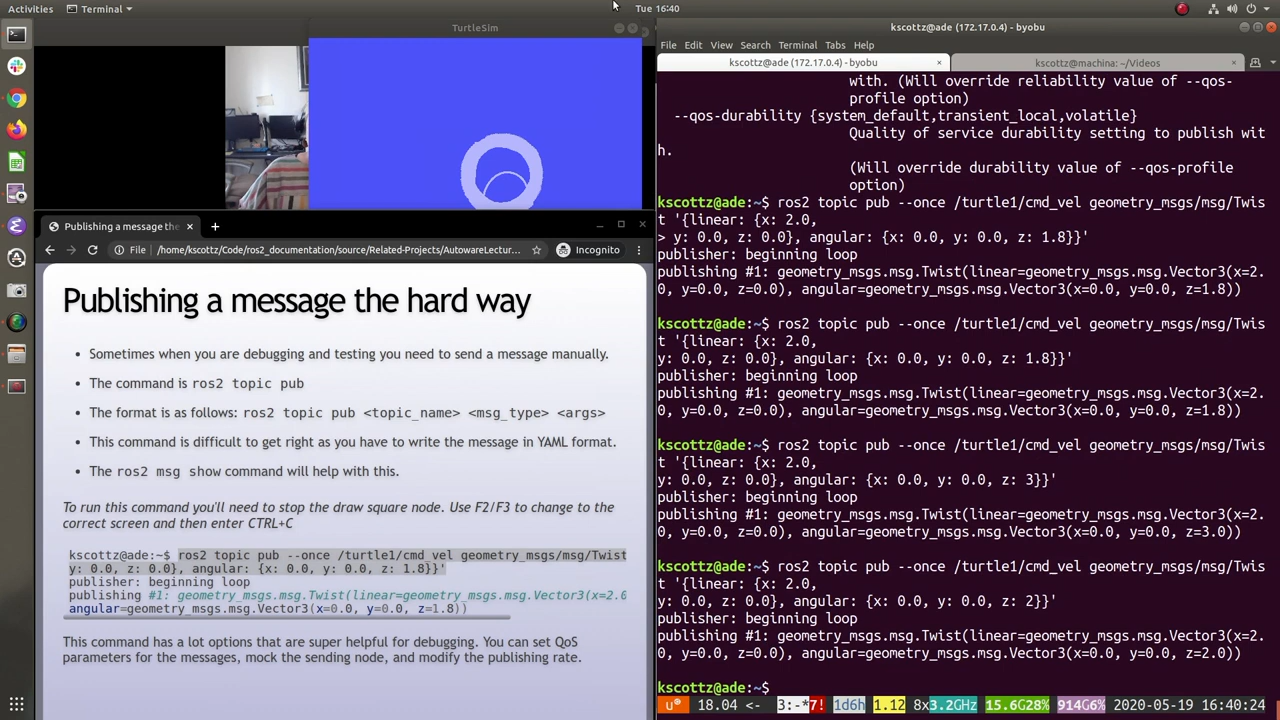 Activities
Terminal
Tue 16:40
TurtleSim
Publishing a message the
File
/home/kscottz/Code/ros2_documentation/source/Related-Projects/AutowareLectur...
Incognito
Publishing a message the hard way
Sometimes when you are debugging and testing you need to send a message manually.
The command is ros2 topic pub
The format is as follows: ros2 topic pub <topic_name> <msg_type> <args>
This command is difficult to get right as you have to write the message in YAML format.
The ros2 msg show command will help with this.
To run this command you'll need to stop the draw square node. Use F2/F3 to change to the
correct screen and then enter CTRL+C
kscottz@ade:~$ ros2 topic pub --once /turtle1/cmd_vel geometry_msgs/msg/Twist
y: 0.0, z: 0.0}, angular: {x: 0.0, y: 0.0, z: 1.8}}'
publisher: beginning loop
publishing #1: geometry_msgs.msg.Twist(linear=geometry_msgs.msg.Vector3(x=2.0
angular=geometry_msgs.msg.Vector3(x=0.0, y=0.0, z=1.8))
This command has a lot options that are super helpful for debugging. You can set QoS
parameters for the messages, mock the sending node, and modify the publishing rate.
kscottz@ade (172.17.0.4) - byobu
File Edit View Search Terminal Tabs Help
kscottz@ade (172.17.0.4) - byobu
kscottz@machina: ~/Videos
with. (Will override reliability value of --qos-
profile option)
--qos-durability {system_default,transient_local,volatile}
Quality of service durability setting to publish wit
h.
(Will override durability value of --qos-profile
option)
kscottz@ade:~$ ros2 topic pub --once /turtle1/cmd_vel geometry_msgs/msg/Twis
t '{linear: {x: 2.0,
> y: 0.0, z: 0.0}, angular: {x: 0.0, y: 0.0, z: 1.8}}'
publisher: beginning loop
publishing #1: geometry_msgs.msg.Twist(linear=geometry_msgs.msg.Vector3(x=2.
0, y=0.0, z=0.0), angular=geometry_msgs.msg.Vector3(x=0.0, y=0.0, z=1.8))
kscottz@ade:~$ ros2 topic pub --once /turtle1/cmd_vel geometry_msgs/msg/Twis
t '{linear: {x: 2.0,
y: 0.0, z: 0.0}, angular: {x: 0.0, y: 0.0, z: 1.8}}'
publisher: beginning loop
publishing #1: geometry_msgs.msg.Twist(linear=geometry_msgs.msg.Vector3(x=2.
0, y=0.0, z=0.0), angular=geometry_msgs.msg.Vector3(x=0.0, y=0.0, z=1.8))
kscottz@ade:~$ ros2 topic pub --once /turtle1/cmd_vel geometry_msgs/msg/Twis
t '{linear: {x: 2.0,
y: 0.0, z: 0.0}, angular: {x: 0.0, y: 0.0, z: 3}}'
publisher: beginning loop
publishing #1: geometry_msgs.msg.Twist(linear=geometry_msgs.msg.Vector3(x=2.
0, y=0.0, z=0.0), angular=geometry_msgs.msg.Vector3(x=0.0, y=0.0, z=3.0))
kscottz@ade:~$ ros2 topic pub --once /turtle1/cmd_vel geometry_msgs/msg/Twis
t '{linear: {x: 2.0,
y: 0.0, z: 0.0}, angular: {x: 0.0, y: 0.0, z: 2}}'
publisher: beginning loop
publishing #1: geometry_msgs.msg.Twist(linear=geometry_msgs.msg.Vector3(x=2.
0, y=0.0, z=0.0), angular=geometry_msgs.msg.Vector3(x=0.0, y=0.0, z=2.0))
kscottz@ade:~$
u 18.04 <- 3:-*7! 1d6h 1.12 8x3.2GHz 15.6G28% 914G6% 2020-05-19 16:40:24